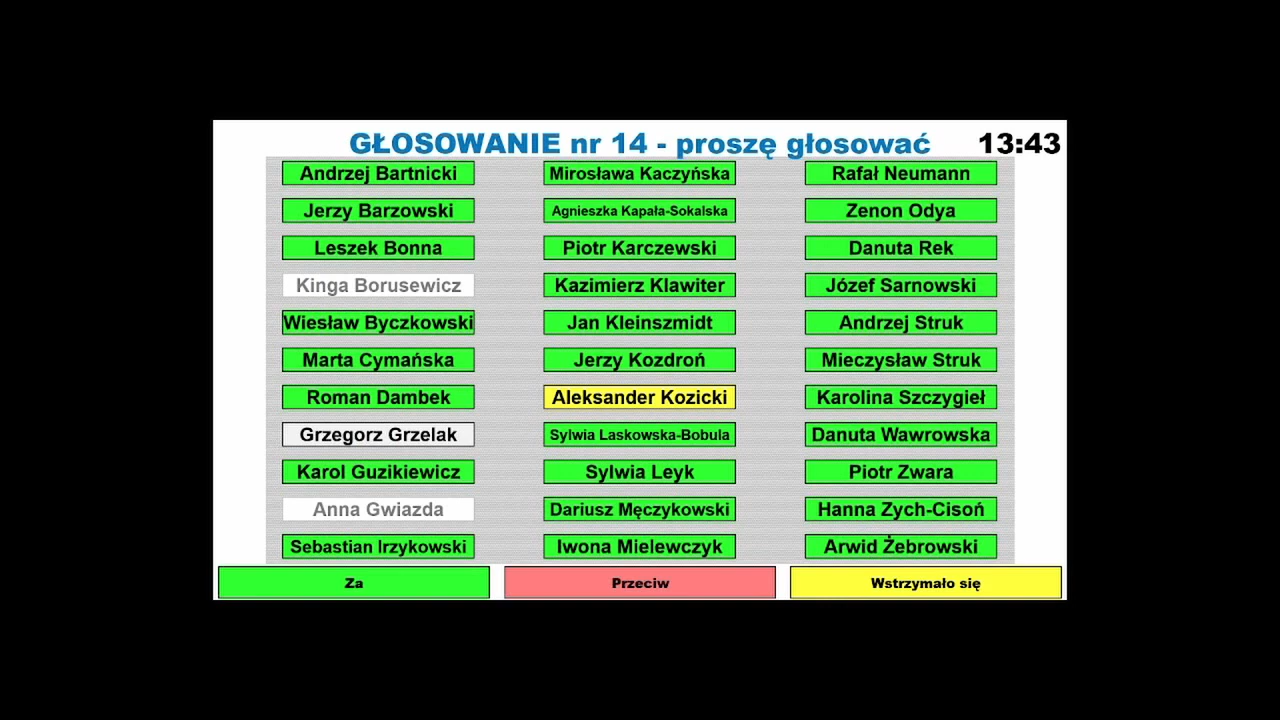 GŁOSOWANIE nr 14 - proszę głosować 13:43
Andrzej Bartnicki Mirosława Kaczyńska Rafał Neumann
Jerzy Barzowski Agnieszka Kapała-Sokalska Zenon Odya
Leszek Bonna Piotr Karczewski Danuta Rek
Kinga Borusewicz Kazimierz Klawiter Józef Sarnowski
Wiesław Byczkowski Jan Kleinszmidt Andrzej Struk
Marta Cymańska Jerzy Kozdroń Mieczysław Struk
Roman Dambek Aleksander Kozicki Karolina Szczygieł
Grzegorz Grzelak Sylwia Laskowska-Bobula Danuta Wawrowska
Karol Guzikiewicz Sylwia Leyk Piotr Zwara
Anna Gwiazda Dariusz Męczykowski Hanna Zych-Cisoń
Sebastian Irzykowski Iwona Mielewczyk Arwid Żebrowski
Za Przeciw Wstrzymało się